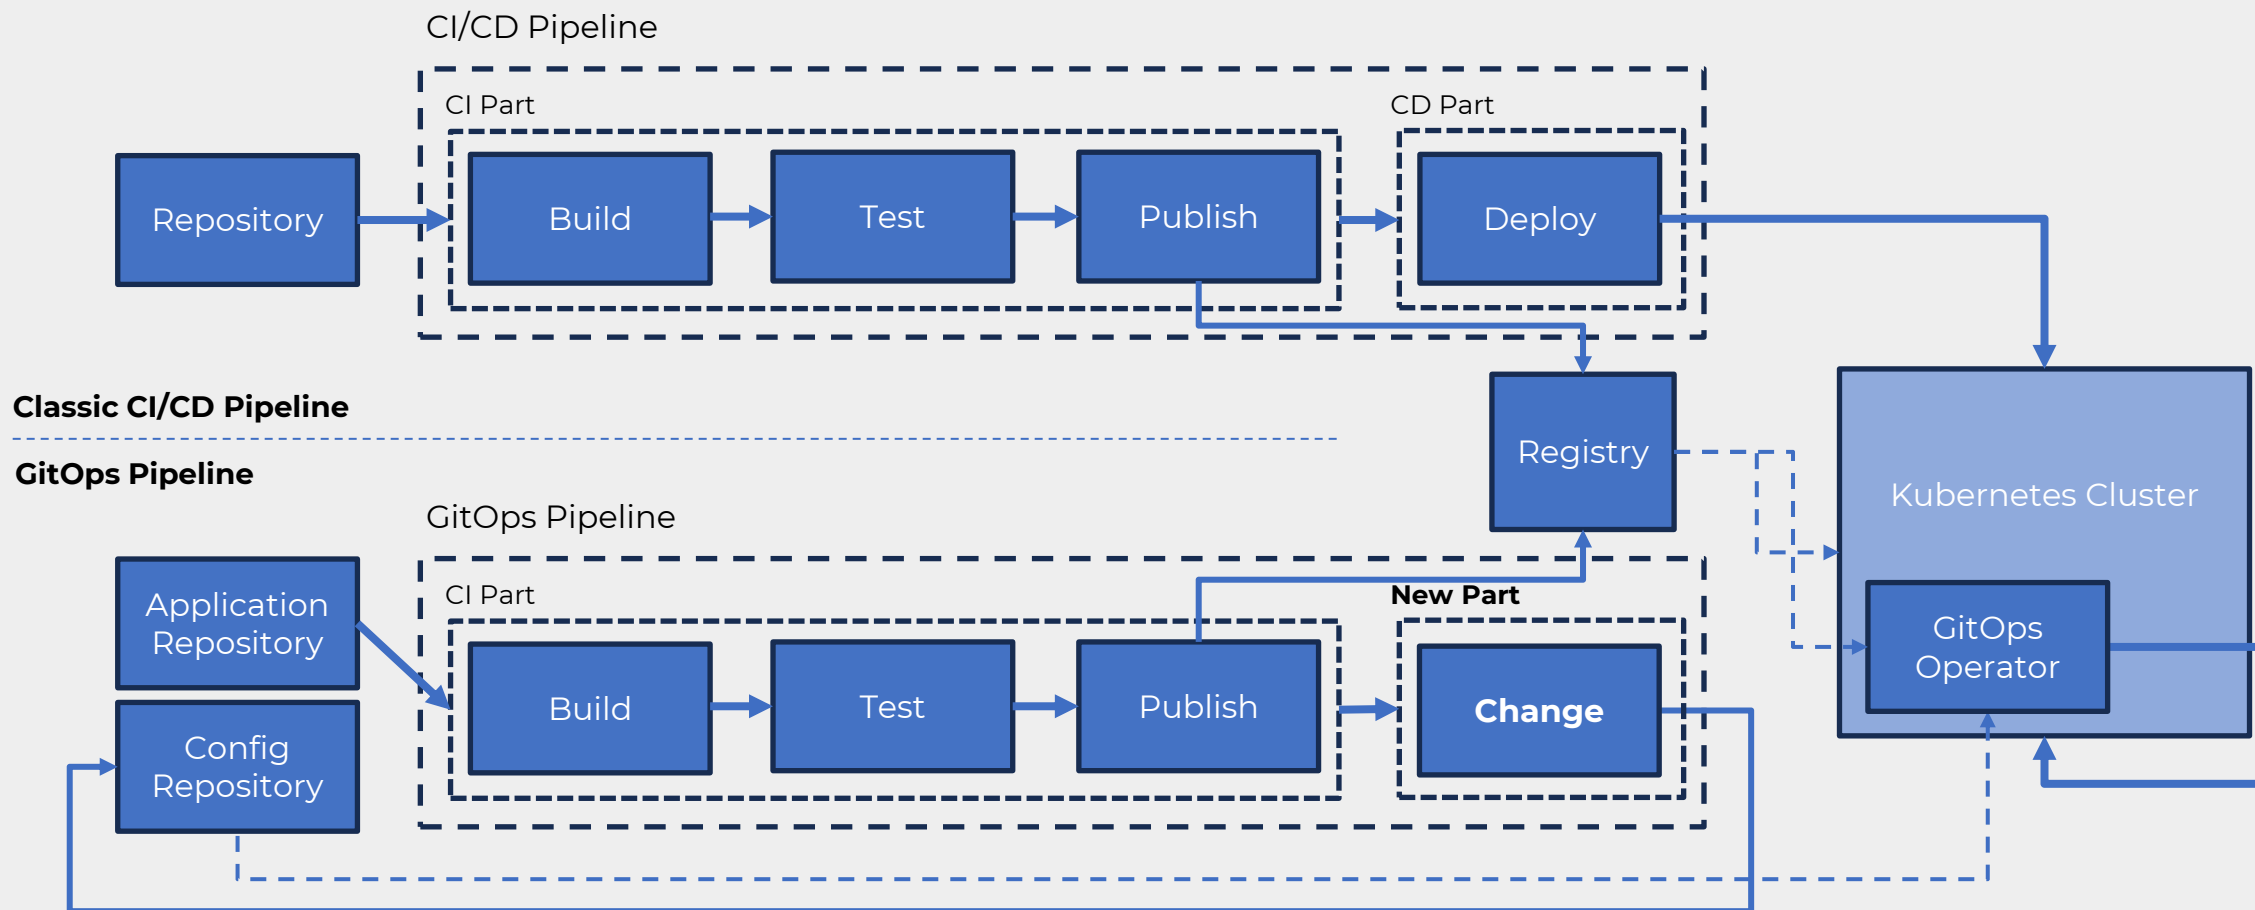 CI/CD Pipeline
CI Part
CD Part
Repository
Build
Test
Publish
Deploy
Classic CI/CD Pipeline
GitOps Pipeline
Registry
Kubernetes Cluster
GitOps Pipeline
CI Part
New Part
Application
Repository
Build
Test
Publish
Change
GitOps
Operator
Config
Repository